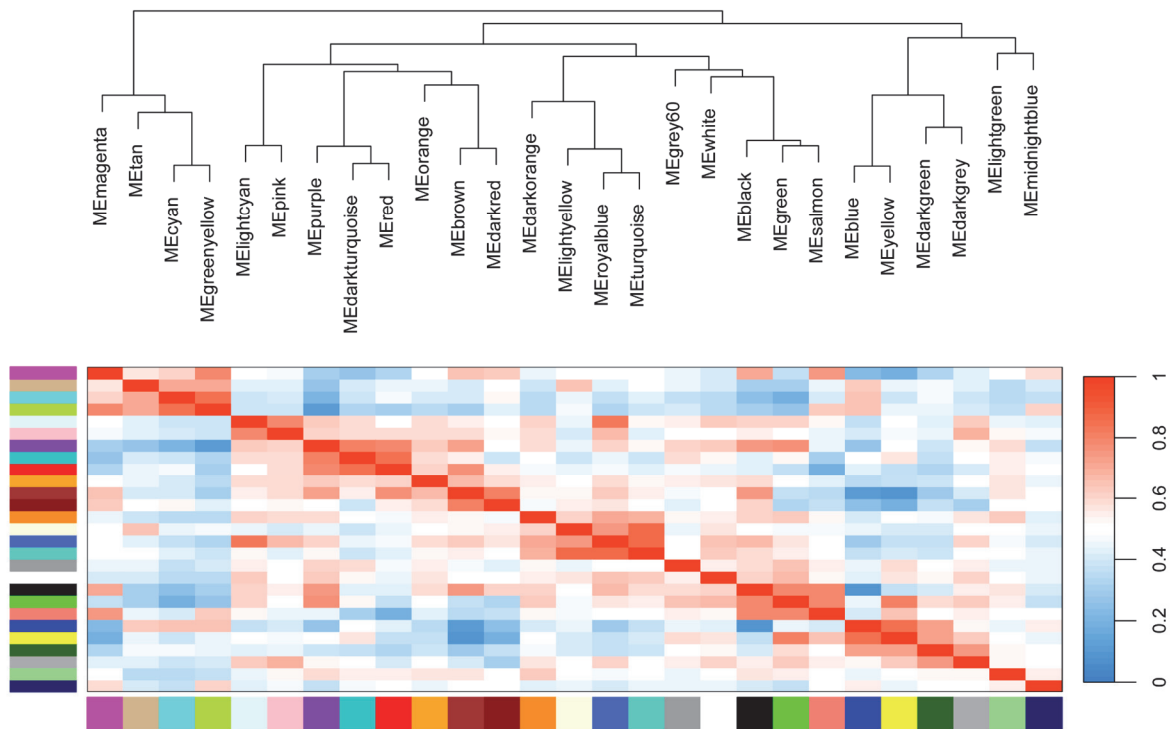 MEmagenta
MEtan
MEcyan
MEgreenyellow
MElightcyan
MEpink
MEpurple
MEdarkturquoise
MEred
MEorange
MEbrown
MEdarkred
MEdarkorange
MElightyellow
MEroyalblue
MEturquoise
MEgrey60
MEwhite
MEblack
MEgreen
MEsalmon
MEblue
MEyellow
MEdarkgreen
MEdarkgrey
MElightgreen
MEmidnightblue
1
0.8
0.6
0.4
0.2
0